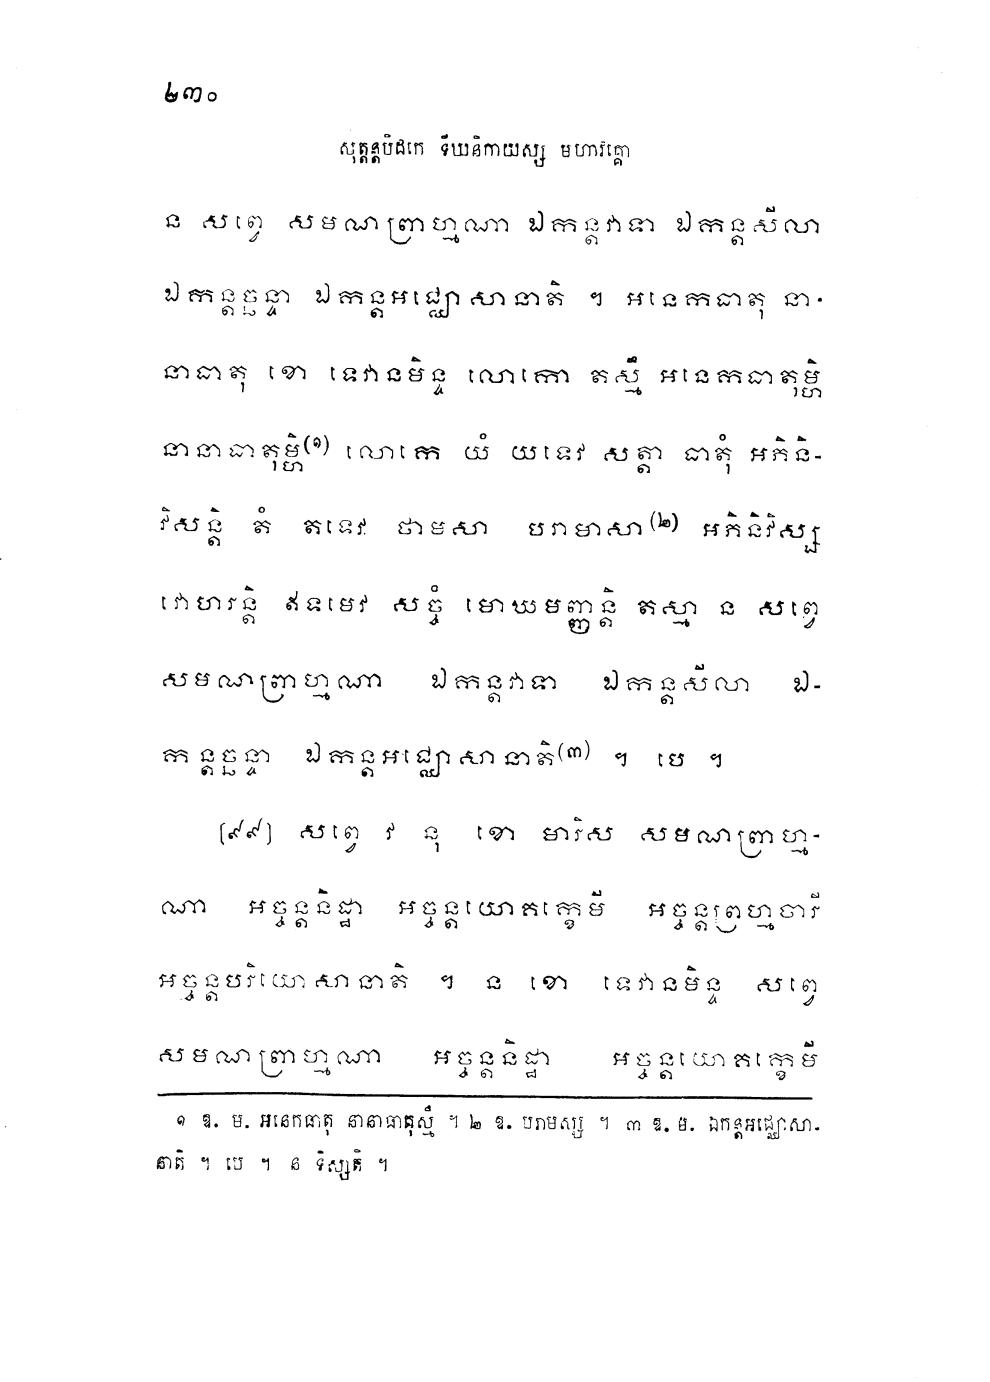 ២៣០
សុត្តន្តបិដកេ ទីឃនិកាយស្ស មហាវគ្គោ
ន សព្វេ សមណព្រាហ្មណា ឯកន្តវាទា ឯកន្តសីលា
ឯកន្តច្ឆន្ទា ឯកន្តអជ្ឈោសានាតិ ។ អនេកធាតុ នា-
នាធាតុ ខោ ទេវានមិន្ទ លោកោ តស្មឹ អនេកធាតុម្ហិ
នានាធាតុម្ហិ(១) លោកេ យំ យទេវ សត្តា ធាតុំ អភិនិ-
វិសន្តិ តំ តទេវ ថាមសា បរាមាសា(២) អភិនិវិស្ស
វោហរន្តិ ឥទមេវ សច្ចំ មោឃមញ្ញន្តិ តស្មា ន សព្វេ
សមណព្រាហ្មណា ឯកន្តវាទា ឯកន្តសីលា ឯ-
កន្តច្ឆន្ទា ឯកន្តអជ្ឈោសានាតិ(៣) ។ បេ ។
(៩៩) សព្វេ វ នុ ខោ មារិស សមណព្រាហ្ម-
ណា អច្ចន្តនិដ្ឋា អច្ចន្តយោគក្ខេមី អច្ចន្តព្រហ្មចារី
អច្ចន្តបរិយោសានាតិ ។ ន ខោ ទេវានមិន្ទ សព្វេ
សមណព្រាហ្មណា អច្ចន្តនិដ្ឋា អច្ចន្តយោគក្ខេមី
១ ឱ. ម. អនេកធាតុ នានាធាតុស្មឹ ។ ២ ឱ. បរាមស្ស ។ ៣ ឱ. ម. ឯកន្តអជ្ឈោសា-
នាតិ ។ បេ ។ ន ទិស្សតិ ។